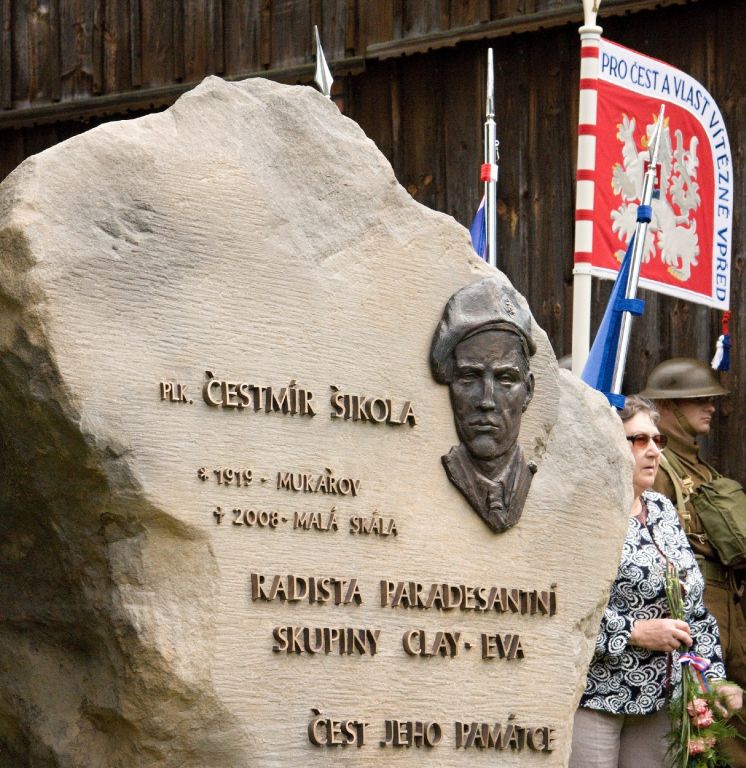 PRO ČEST A VLAST VÍTĚZNĚ VPŘED
PLK. ČESTMÍR ŠIKOLA
* 1919 - MUKAŘOV
† 2008 - MALÁ SKÁLA
RADISTA PARADESANTNÍ
SKUPINY CLAY - EVA
ČEST JEHO PAMÁTCE